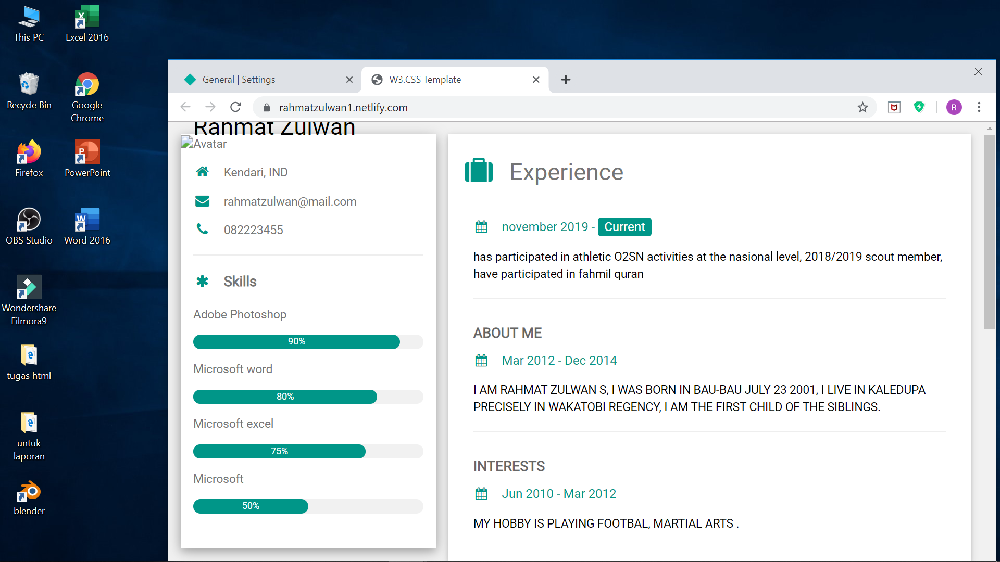 This PC
Excel 2016
Recycle Bin
Google
Chrome
Firefox
PowerPoint
OBS Studio
Word 2016
Wondershare
Filmora9
tugas html
untuk
laporan
blender
General | Settings
W3.CSS Template
rahmatzulwan1.netlify.com
R
Rahmat Zulwan
Avatar
Kendari, IND
rahmatzulwan@mail.com
082223455
Skills
Adobe Photoshop
90%
Microsoft word
80%
Microsoft excel
75%
Microsoft
50%
Experience
november 2019 - Current
has participated in athletic O2SN activities at the nasional level, 2018/2019 scout member,
have participated in fahmil quran
ABOUT ME
Mar 2012 - Dec 2014
I AM RAHMAT ZULWAN S, I WAS BORN IN BAU-BAU JULY 23 2001, I LIVE IN KALEDUPA
PRECISELY IN WAKATOBI REGENCY, I AM THE FIRST CHILD OF THE SIBLINGS.
INTERESTS
Jun 2010 - Mar 2012
MY HOBBY IS PLAYING FOOTBAL, MARTIAL ARTS .